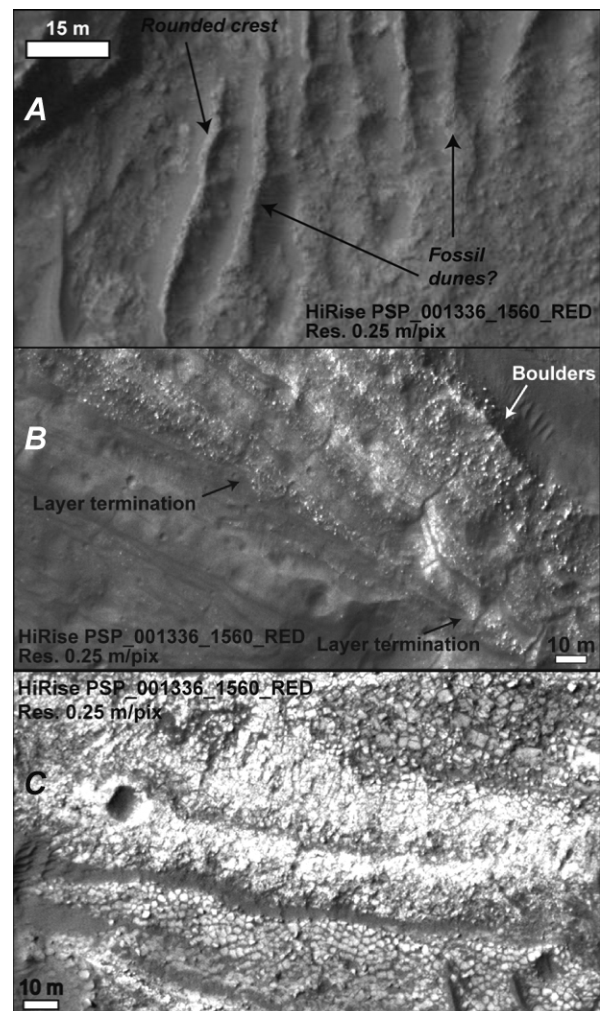 15 m
Rounded crest
A
Fossil
dunes?
HiRise PSP_001336_1560_RED
Res. 0.25 m/pix
Boulders
B
Layer termination
HiRise PSP_001336_1560_RED
Res. 0.25 m/pix
Layer termination
10 m
HiRise PSP_001336_1560_RED
Res. 0.25 m/pix
C
10 m